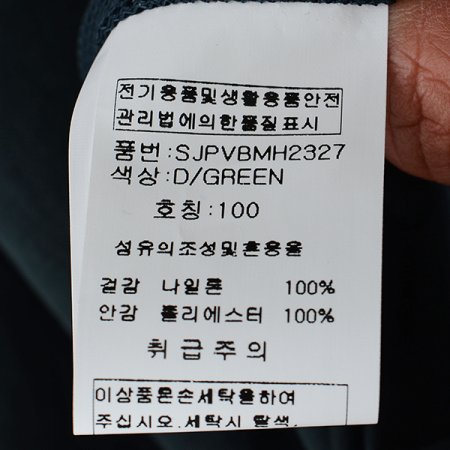 전기용품및생활용품안전
관리법에의한품질표시
품번:SJPVBMH2327
색상:D/GREEN
호칭:100
섬유의조성및혼용율
겉감 나일론 100%
안감 폴리에스터 100%
취급주의
이상품은손세탁을하여
주십시오.세탁시 탈색,